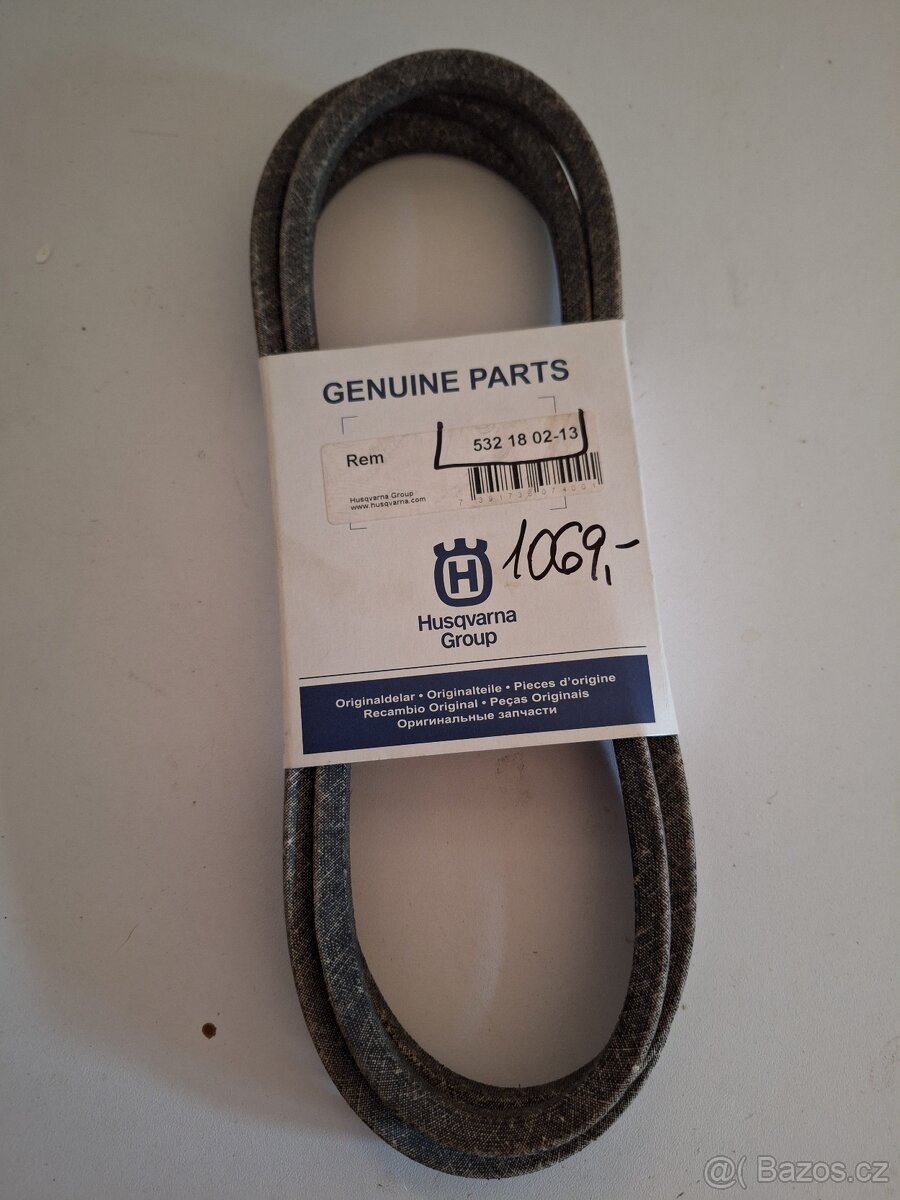 GENUINE PARTS
Rem
532 18 02-13
Husqvarna Group
www.husqvarna.com
1069,-
H
Husqvarna
Group
Originaldelar • Originalteile • Pieces d'origine
Recambio Original • Peças Originais
Оригинальные запчасти
@( Bazos.cz